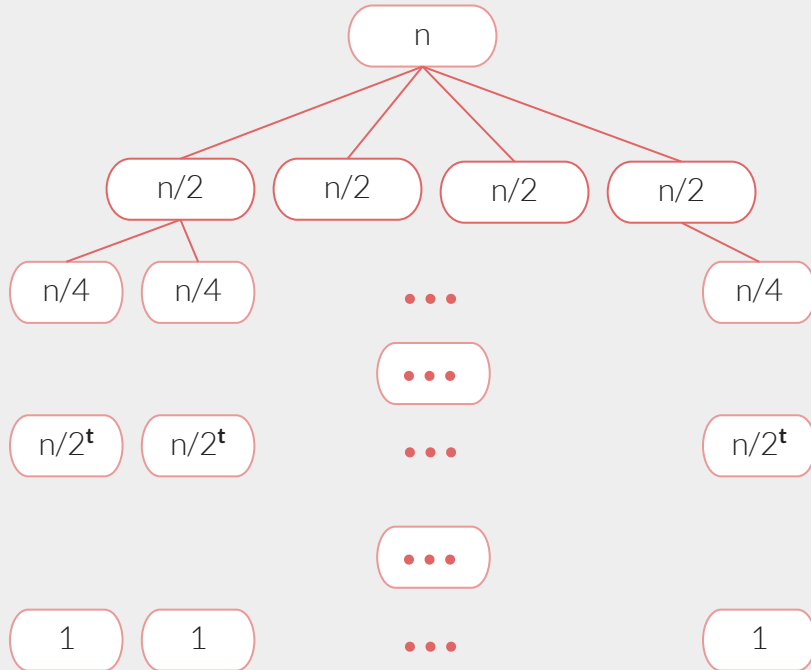 n
n/2 n/2 n/2 n/2
n/4 n/4 ... n/4
...
n/2ᵗ n/2ᵗ ... n/2ᵗ
...
1 1 ... 1